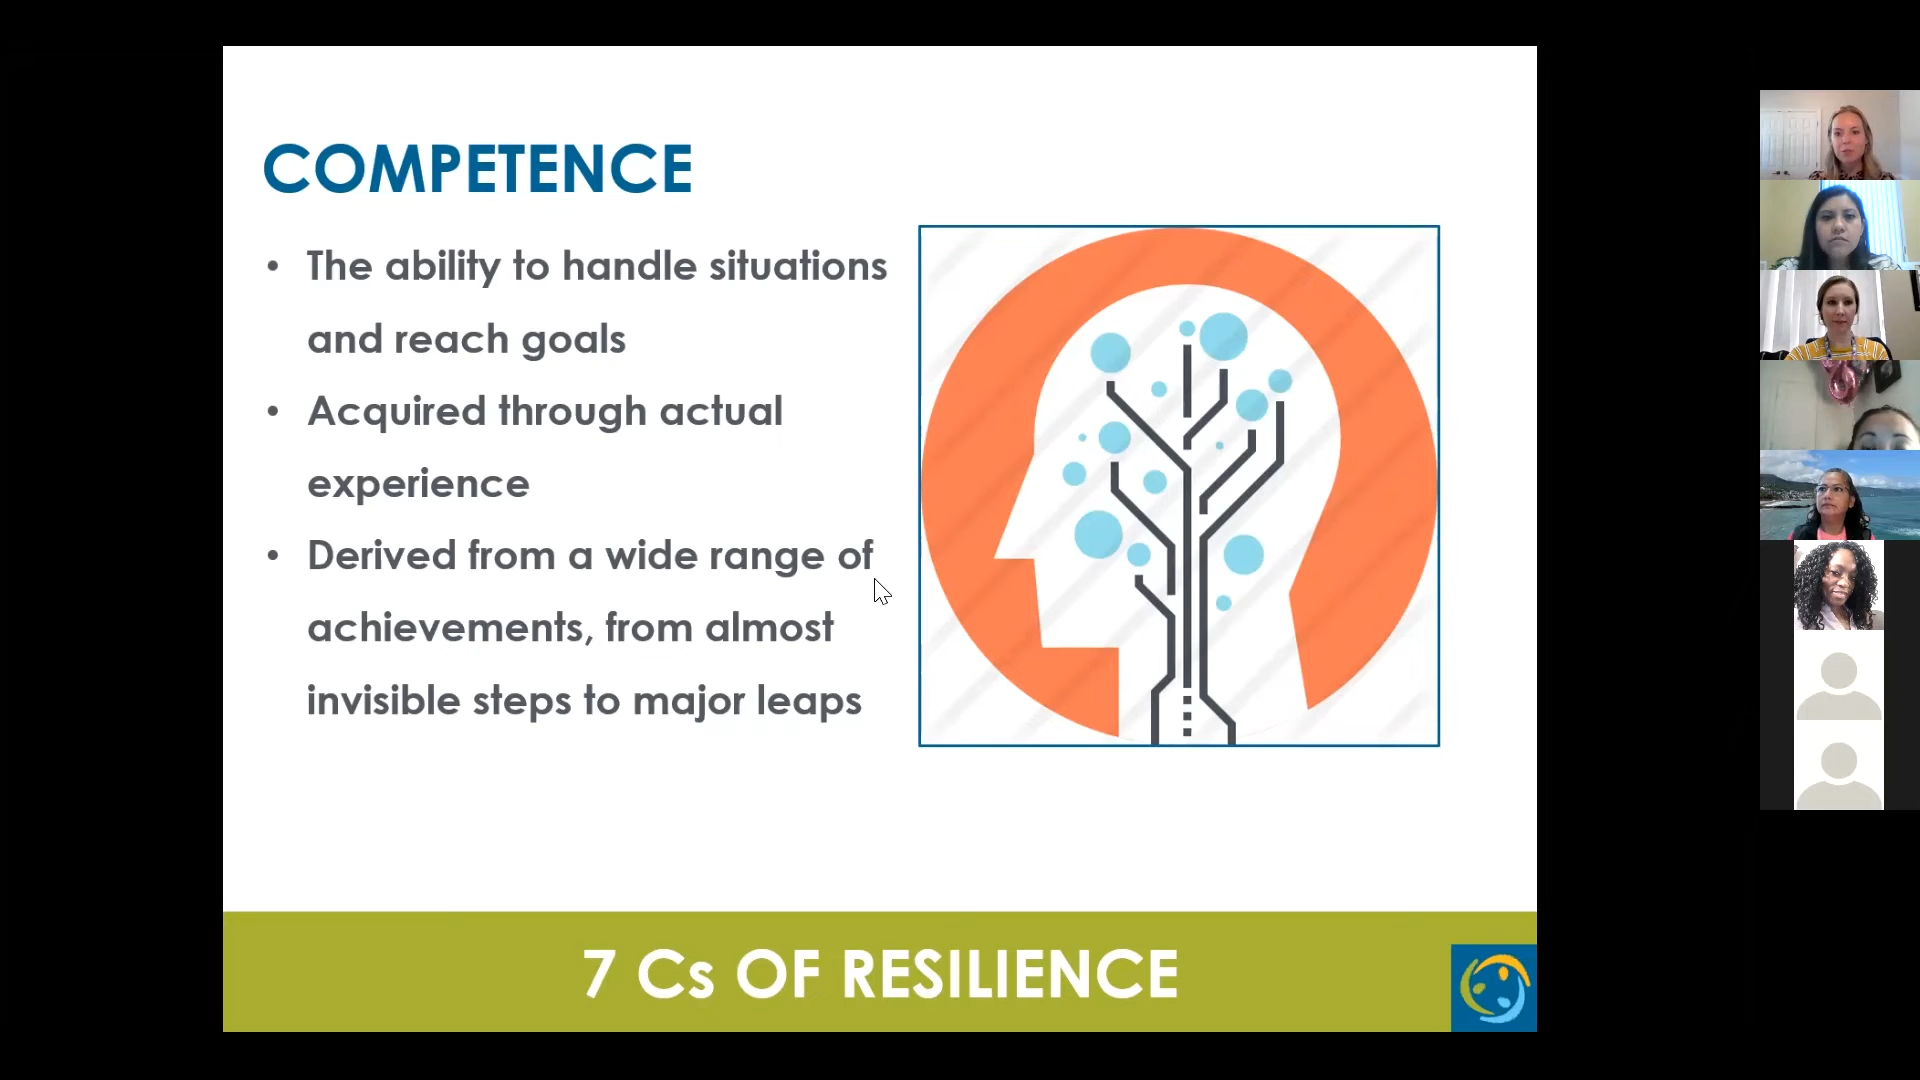 COMPETENCE
• The ability to handle situations
and reach goals
• Acquired through actual
experience
• Derived from a wide range of
achievements, from almost
invisible steps to major leaps
7 Cs OF RESILIENCE